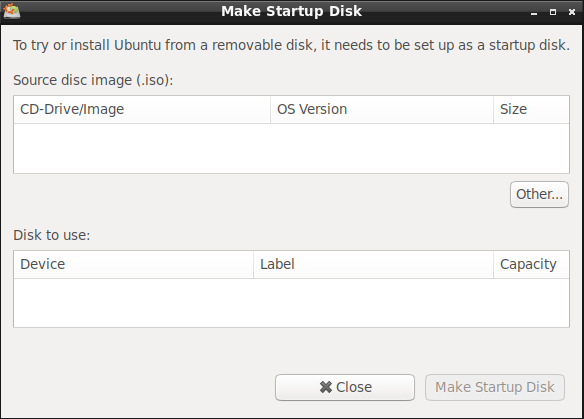 Make Startup Disk
To try or install Ubuntu from a removable disk, it needs to be set up as a startup disk.
Source disc image (.iso):
CD-Drive/Image OS Version Size
Other...
Disk to use:
Device Label Capacity
Close Make Startup Disk